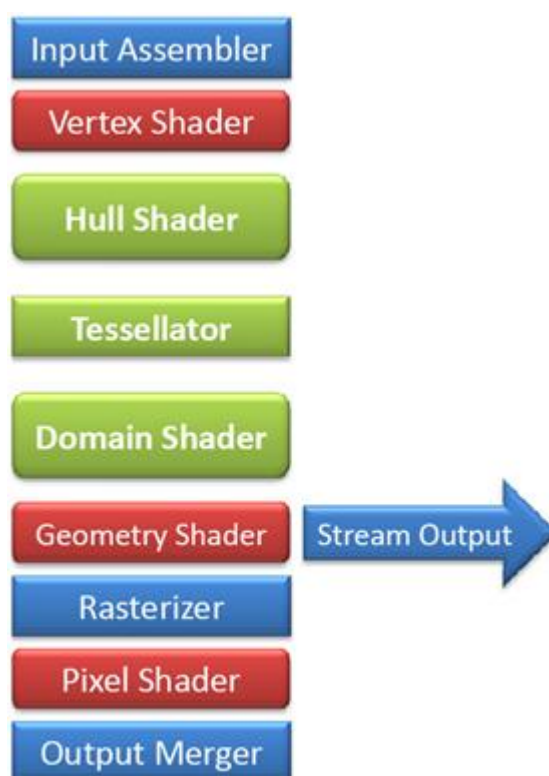 Input Assembler
Vertex Shader
Hull Shader
Tessellator
Domain Shader
Geometry Shader
Stream Output
Rasterizer
Pixel Shader
Output Merger